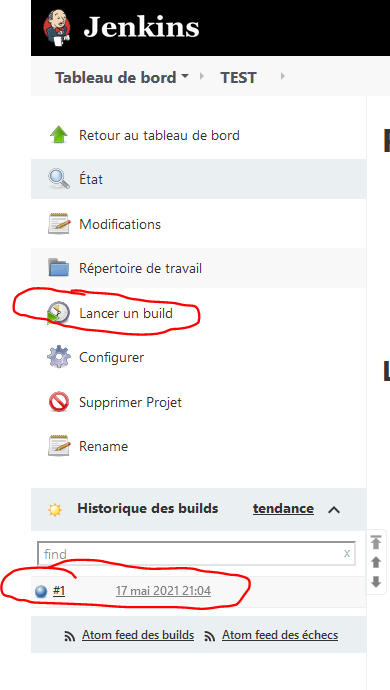 Jenkins
Tableau de bord TEST
Retour au tableau de bord
État
Modifications
Répertoire de travail
Lancer un build
Configurer
Supprimer Projet
Rename
Historique des builds tendance
find x
#1 17 mai 2021 21:04
Atom feed des builds Atom feed des échecs